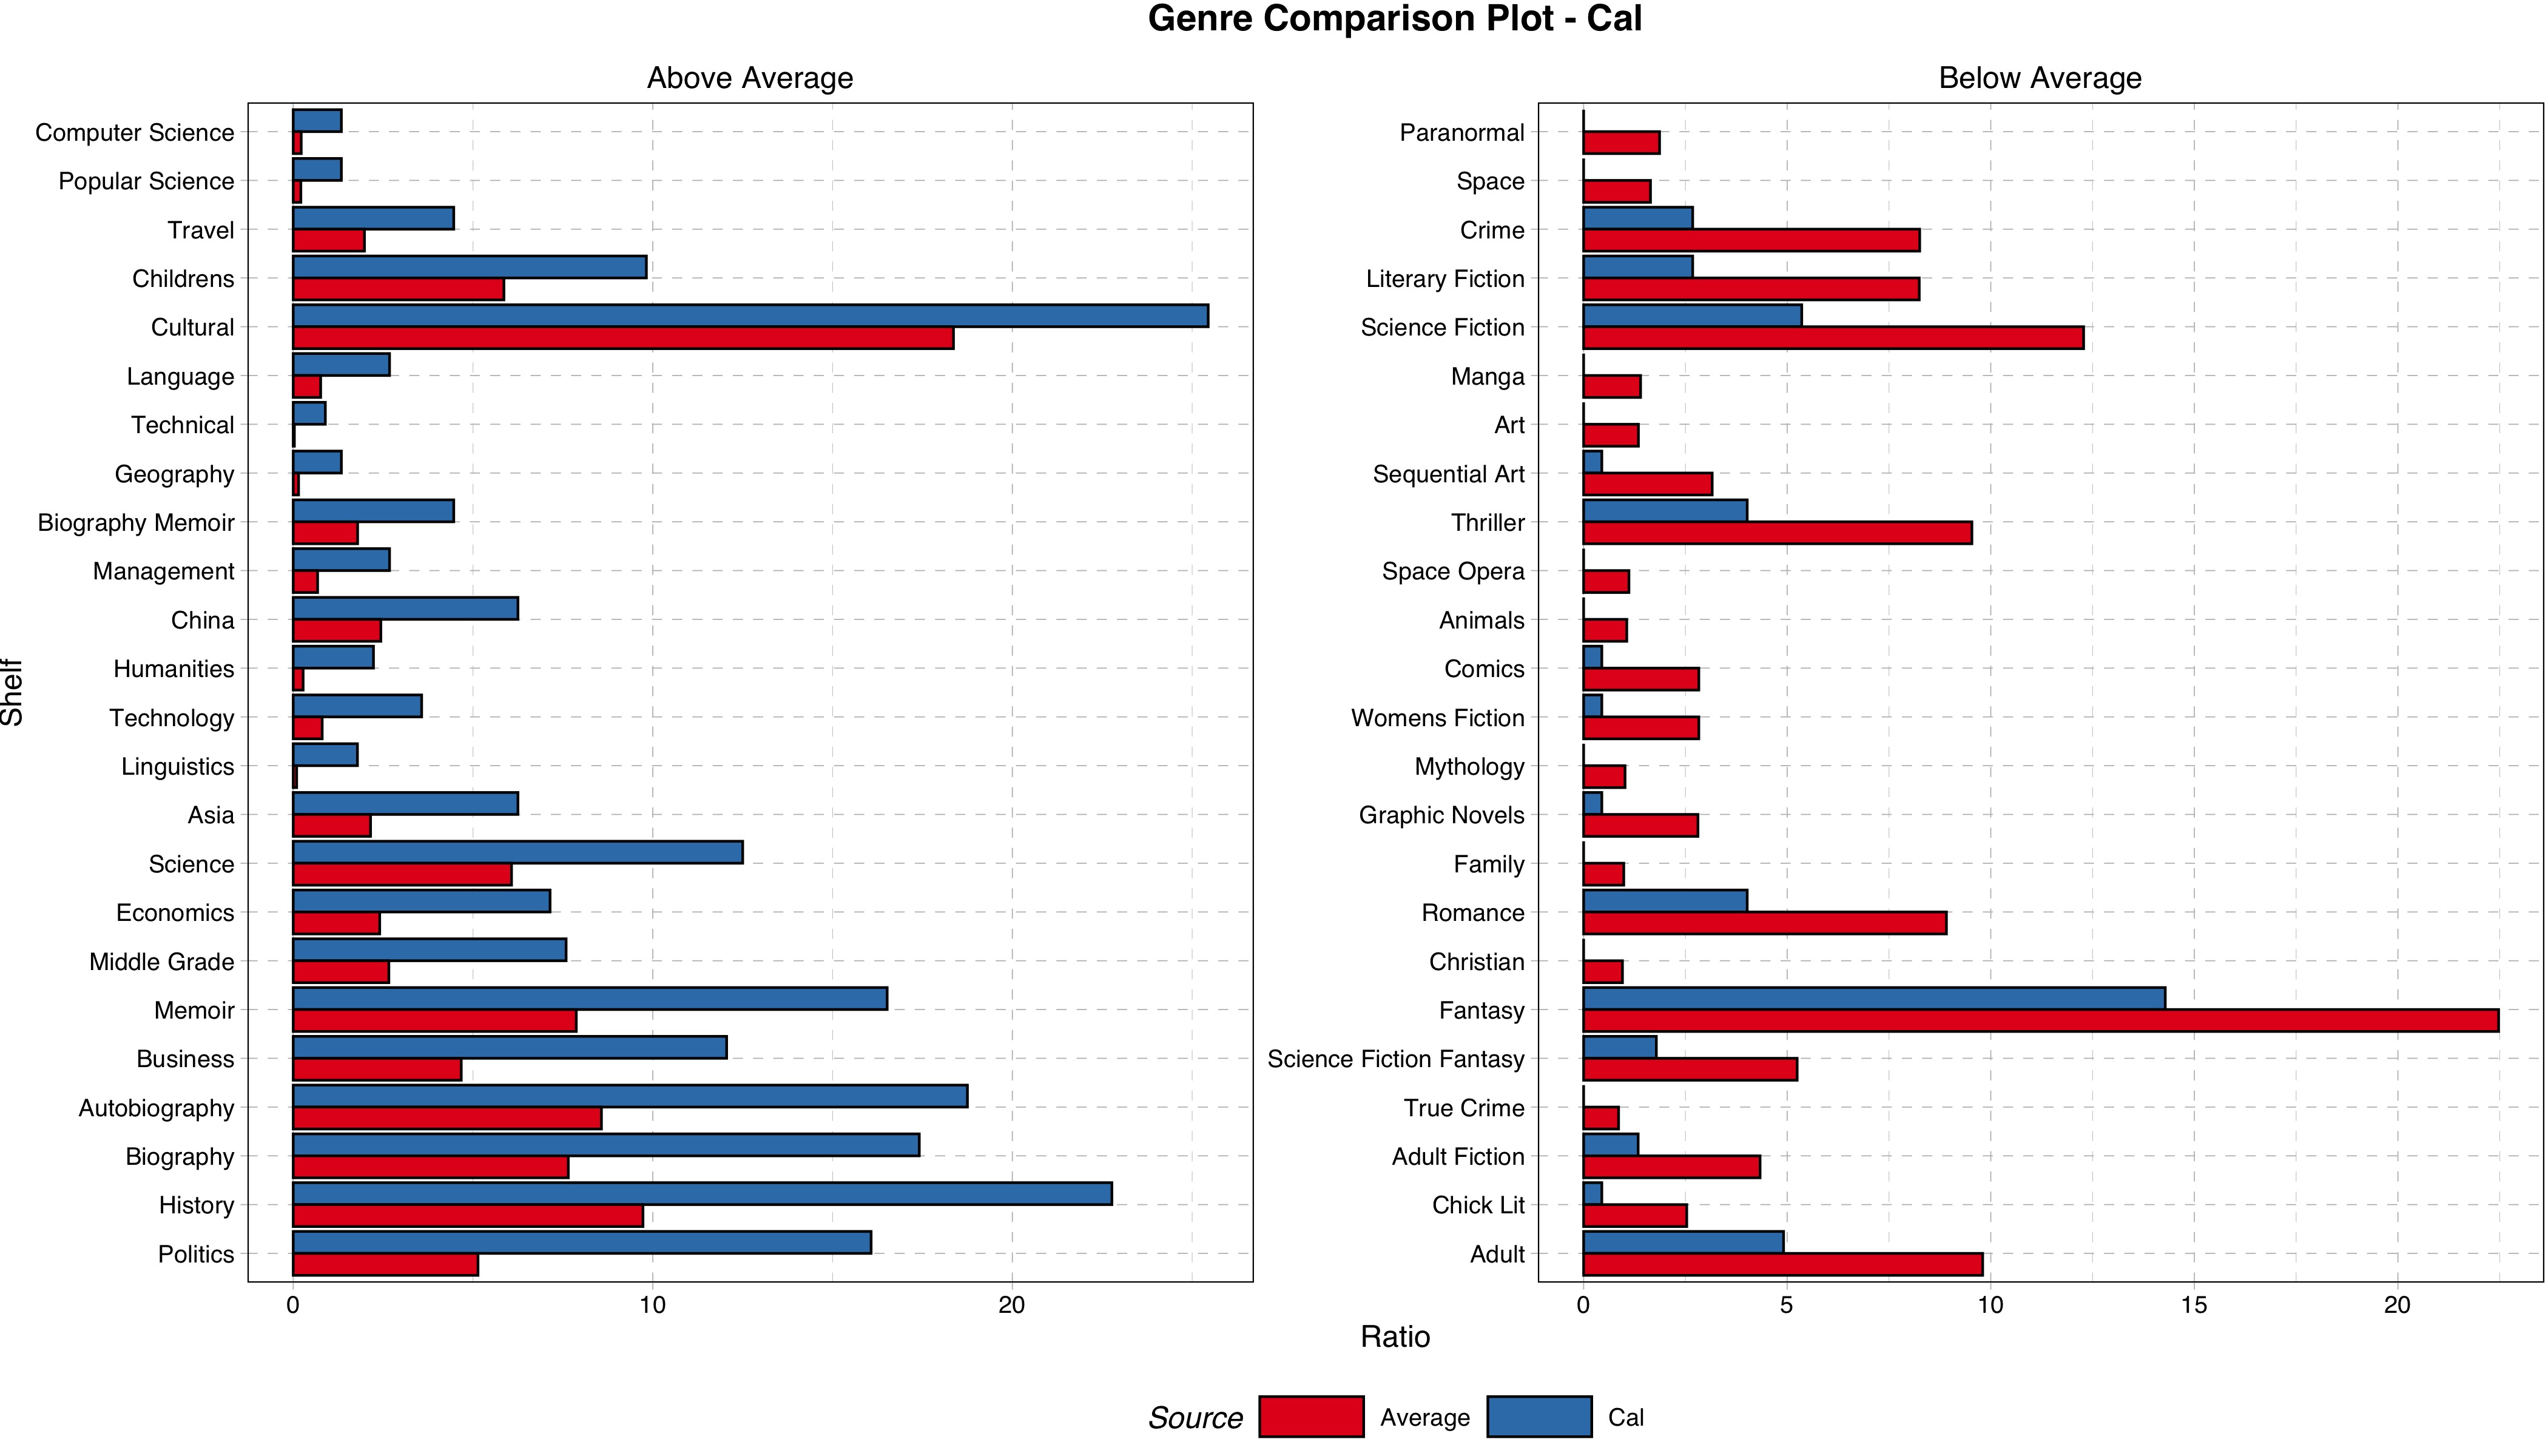 Genre Comparison Plot - Cal
Above Average
Computer Science
Popular Science
Travel
Childrens
Cultural
Language
Technical
Geography
Biography Memoir
Management
China
Humanities
Technology
Linguistics
Asia
Science
Economics
Middle Grade
Memoir
Business
Autobiography
Biography
History
Politics
Shelf
0 10 20
Below Average
Paranormal
Space
Crime
Literary Fiction
Science Fiction
Manga
Art
Sequential Art
Thriller
Space Opera
Animals
Comics
Womens Fiction
Mythology
Graphic Novels
Family
Romance
Christian
Fantasy
Science Fiction Fantasy
True Crime
Adult Fiction
Chick Lit
Adult
0 5 10 15 20
Ratio
Source Average Cal